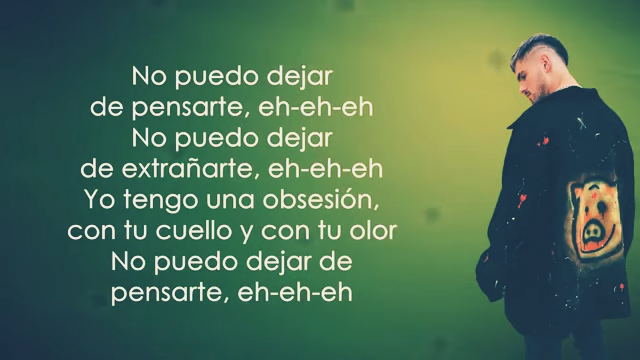 No puedo dejar
de pensarte, eh-eh-eh
No puedo dejar
de extrañarte, eh-eh-eh
Yo tengo una obsesión,
con tu cuello y con tu olor
No puedo dejar de
pensarte, eh-eh-eh